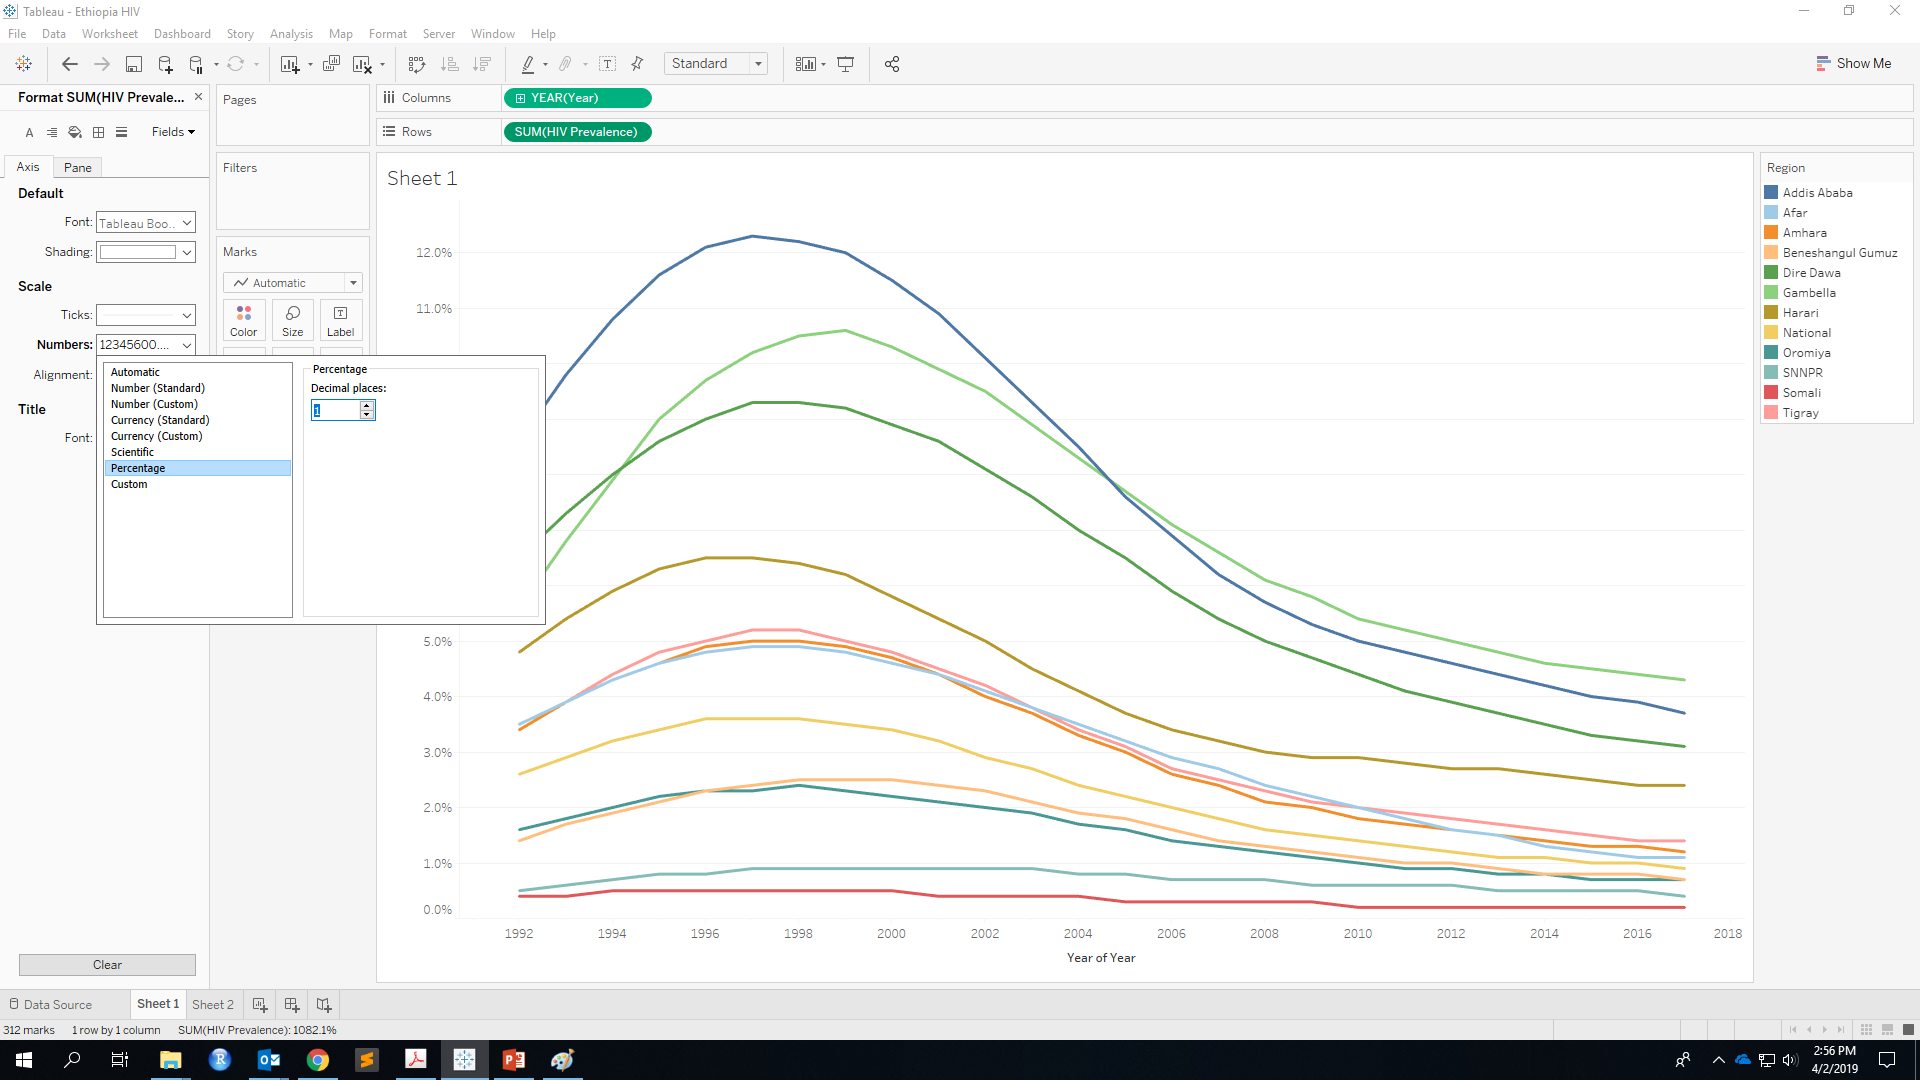 Tableau - Ethiopia HIV
File Data Worksheet Dashboard Story Analysis Map Format Server Window Help
Standard
Show Me
Format SUM(HIV Prevale...
Fields
Axis Pane
Default
Font: Tableau Boo..
Shading:
Scale
Ticks:
Numbers: 12345600....
Alignment:
Title
Font:
Clear
Automatic
Number (Standard)
Number (Custom)
Currency (Standard)
Currency (Custom)
Scientific
Percentage
Custom
Percentage
Decimal places:
1
Pages
Filters
Marks
Automatic
Color Size Label
Columns YEAR(Year)
Rows SUM(HIV Prevalence)
Sheet 1
12.0%
11.0%
5.0%
4.0%
3.0%
2.0%
1.0%
0.0%
1992 1994 1996 1998 2000 2002 2004 2006 2008 2010 2012 2014 2016 2018
Year of Year
Region
Addis Ababa
Afar
Amhara
Beneshangul Gumuz
Dire Dawa
Gambella
Harari
National
Oromiya
SNNPR
Somali
Tigray
Data Source Sheet 1 Sheet 2
312 marks 1 row by 1 column SUM(HIV Prevalence): 1082.1%
2:56 PM
4/2/2019